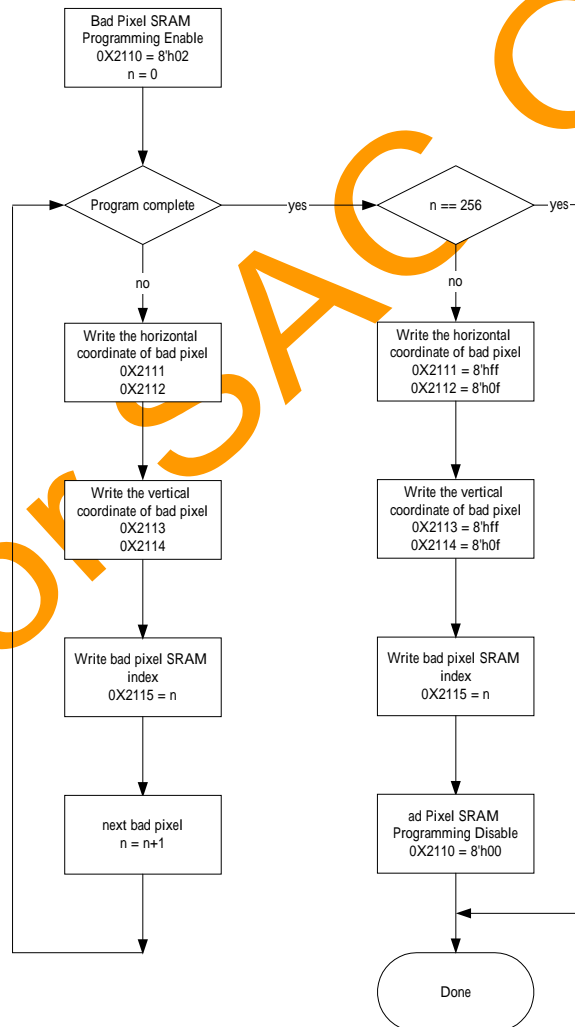 Bad Pixel SRAM
Programming Enable
0X2110 = 8'h02
n = 0
Program complete
yes
n == 256
yes
no
no
Write the horizontal
coordinate of bad pixel
0X2111
0X2112
Write the horizontal
coordinate of bad pixel
0X2111 = 8'hff
0X2112 = 8'h0f
Write the vertical
coordinate of bad pixel
0X2113
0X2114
Write the vertical
coordinate of bad pixel
0X2113 = 8'hff
0X2114 = 8'h0f
Write bad pixel SRAM
index
0X2115 = n
Write bad pixel SRAM
index
0X2115 = n
next bad pixel
n = n+1
ad Pixel SRAM
Programming Disable
0X2110 = 8'h00
Done
or SAC C